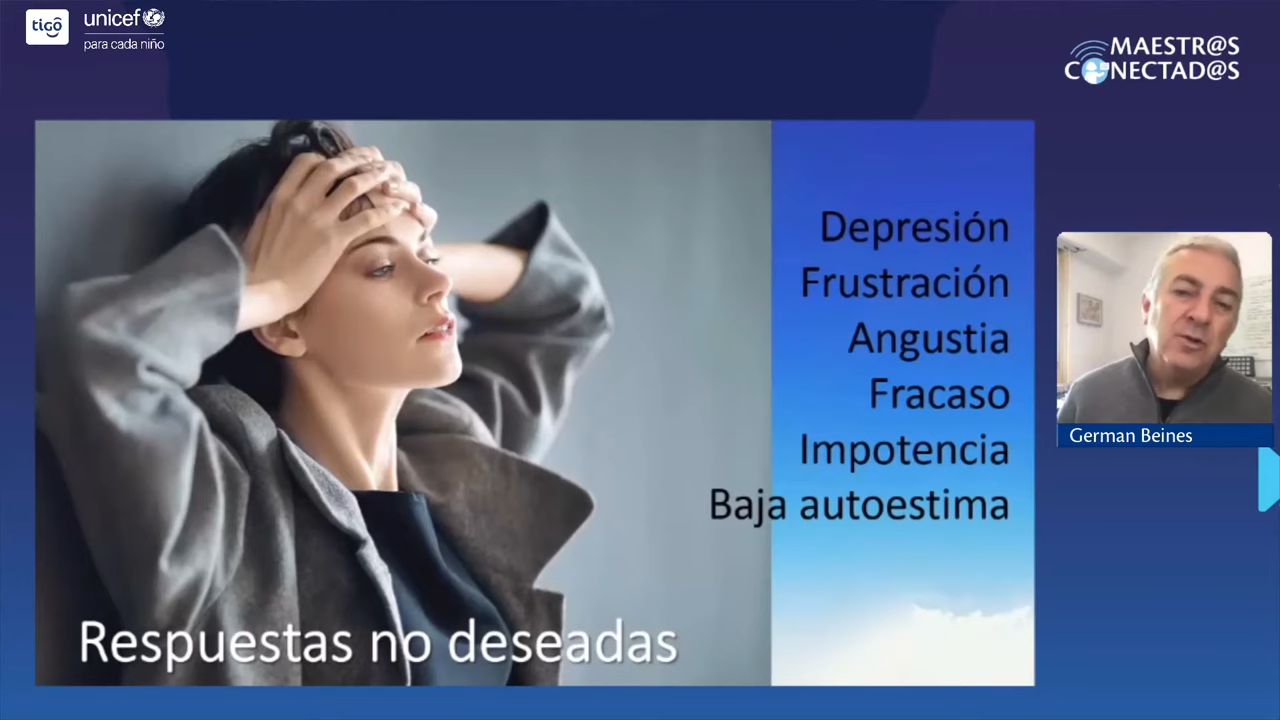 tigo
unicef
para cada niño
MAESTR@S
CONECTAD@S
Depresión
Frustración
Angustia
Fracaso
Impotencia
Baja autoestima
Respuestas no deseadas
German Beines